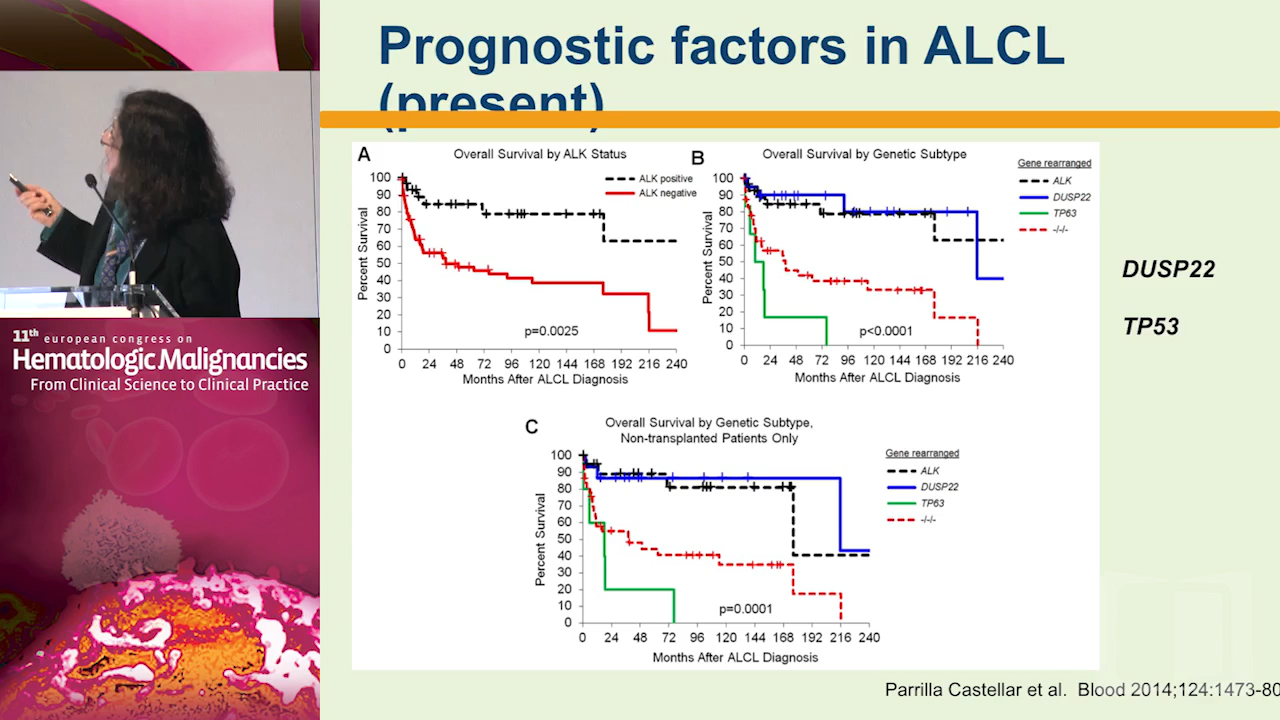 Prognostic factors in ALCL
(present)
11th european congress on
Hematologic Malignancies
From Clinical Science to Clinical Practice
A
Overall Survival by ALK Status
ALK positive
ALK negative
Percent Survival
100
90
80
70
60
50
40
30
20
10
0
p=0.0025
0 24 48 72 96 120 144 168 192 216 240
Months After ALCL Diagnosis
B
Overall Survival by Genetic Subtype
Gene rearranged
ALK
DUSP22
TP63
-/-/-
Percent Survival
100
90
80
70
60
50
40
30
20
10
0
p<0.0001
0 24 48 72 96 120 144 168 192 216 240
Months After ALCL Diagnosis
DUSP22
TP53
C
Overall Survival by Genetic Subtype,
Non-transplanted Patients Only
Gene rearranged
ALK
DUSP22
TP63
-/-/-
Percent Survival
100
90
80
70
60
50
40
30
20
10
0
p=0.0001
0 24 48 72 96 120 144 168 192 216 240
Months After ALCL Diagnosis
Parrilla Castellar et al. Blood 2014;124:1473-80